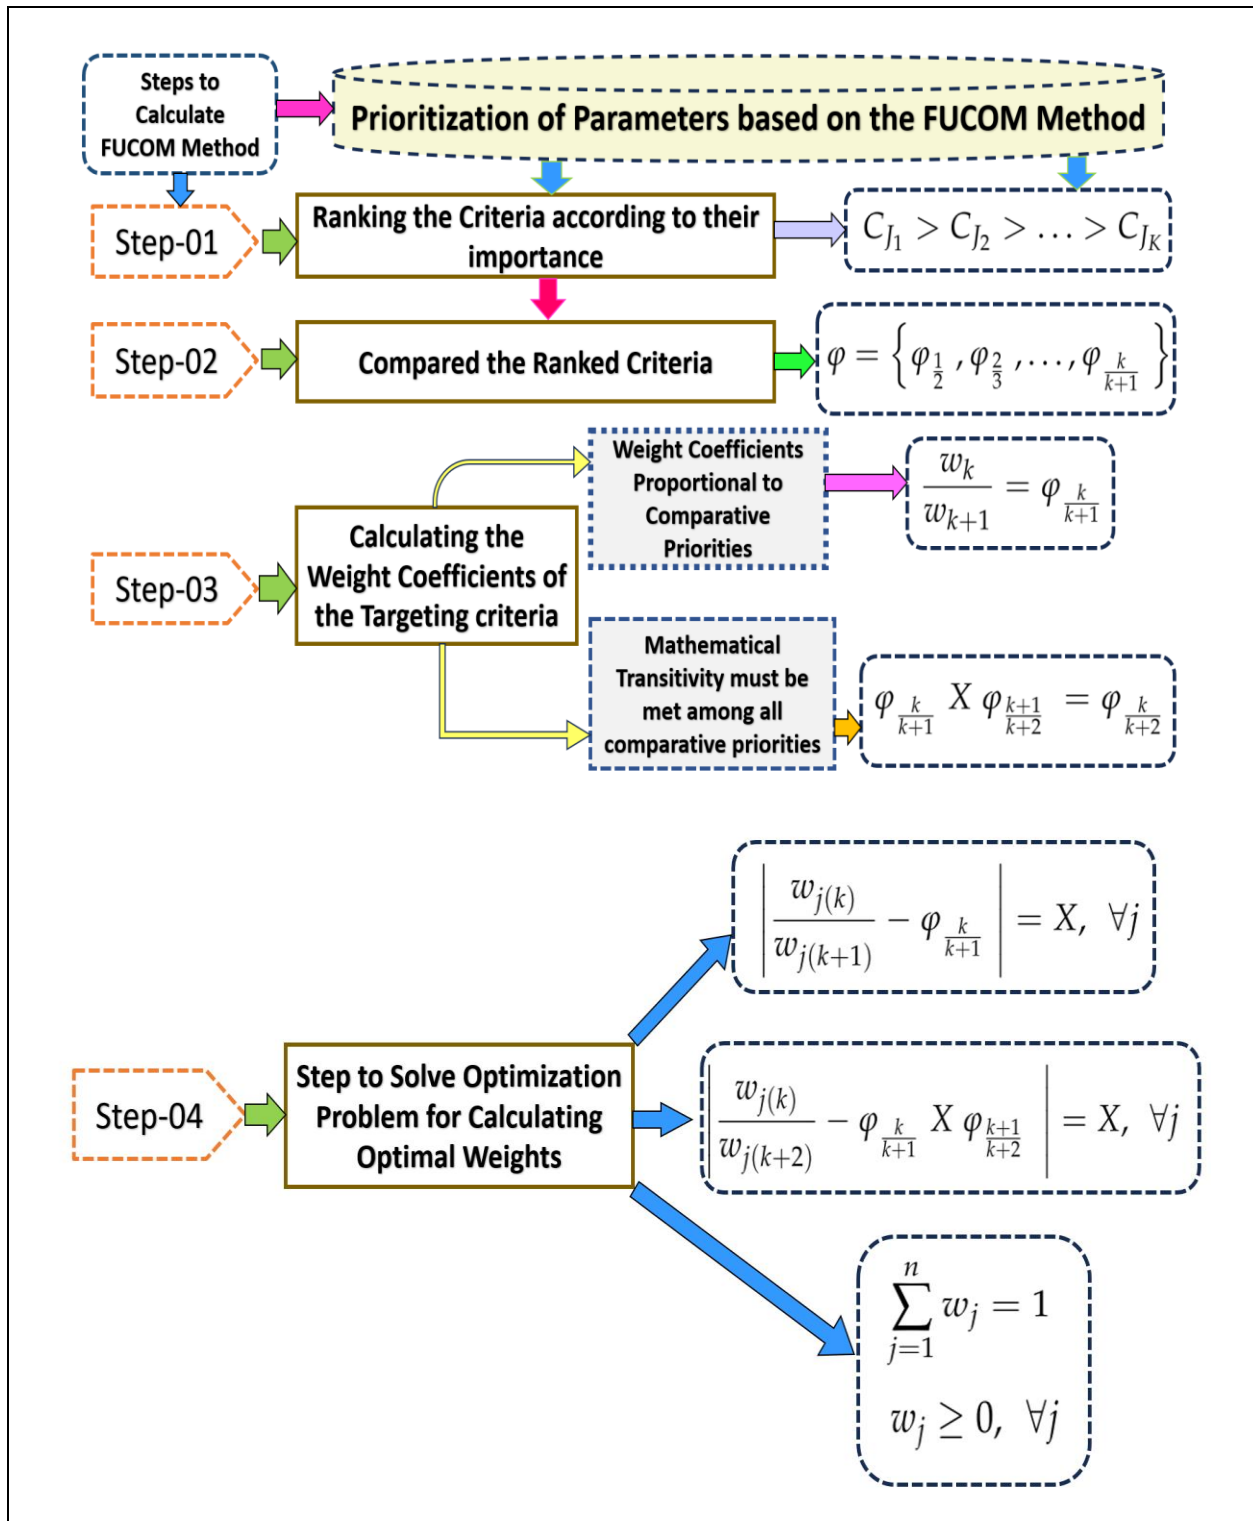 Steps to
Calculate
FUCOM Method
Prioritization of Parameters based on the FUCOM Method
Step-01
Ranking the Criteria according to their
importance
C_{J_1} > C_{J_2} > … > C_{J_K}
Step-02
Compared the Ranked Criteria
φ = { φ_{1/2} , φ_{2/3} , …, φ_{k/(k+1)} }
Step-03
Calculating the
Weight Coefficients of
the Targeting criteria
Weight Coefficients
Proportional to
Comparative
Priorities
w_k / w_{k+1} = φ_{k/(k+1)}
Mathematical
Transitivity must be
met among all
comparative priorities
φ_{k/(k+1)} X φ_{(k+1)/(k+2)} = φ_{k/(k+2)}
Step-04
Step to Solve Optimization
Problem for Calculating
Optimal Weights
| w_{j(k)} / w_{j(k+1)} − φ_{k/(k+1)} | = X, ∀j
| w_{j(k)} / w_{j(k+2)} − φ_{k/(k+1)} X φ_{(k+1)/(k+2)} | = X, ∀j
∑_{j=1}^{n} w_j = 1
w_j ≥ 0, ∀j